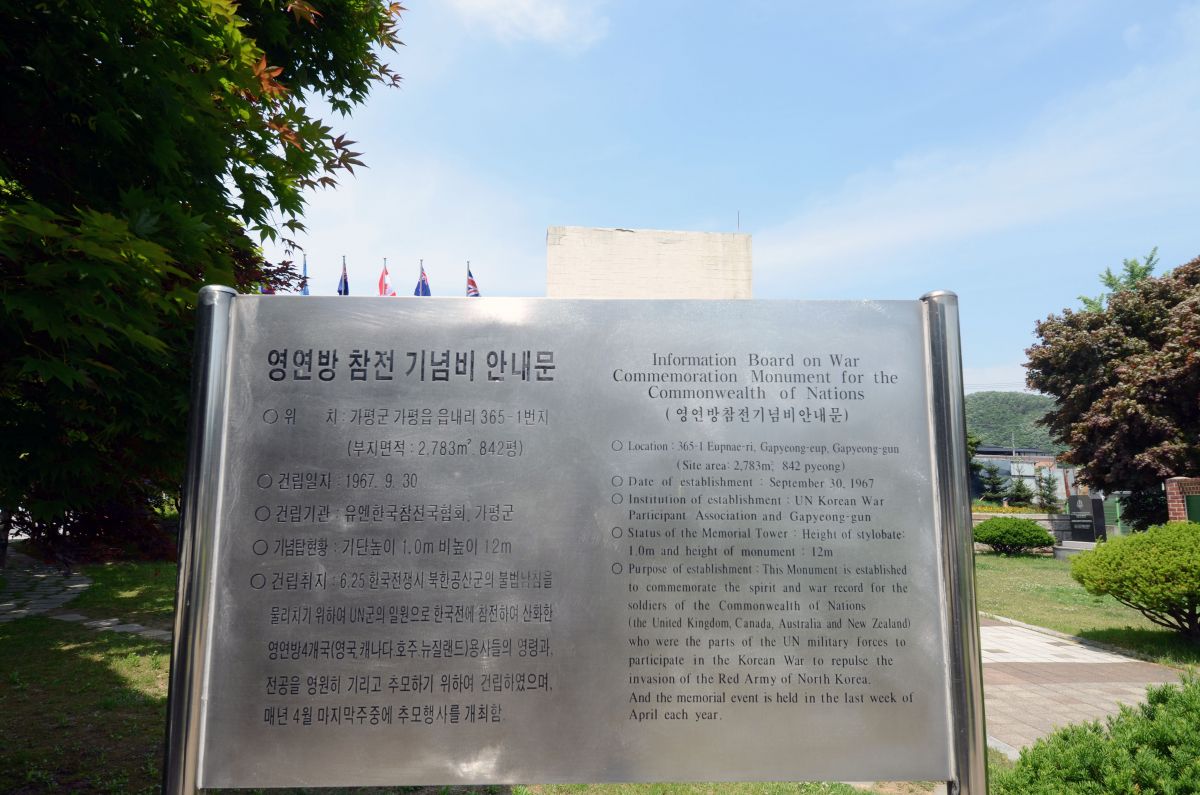 영연방 참전 기념비 안내문
○ 위 치 : 가평군 가평읍 읍내리 365-1번지
(부지면적 : 2,783㎡. 842평)
○ 건립일자 : 1967. 9. 30
○ 건립기관 : 유엔한국참전국협회, 가평군
○ 기념탑현황 : 기단높이 1.0m 비높이 12m
○ 건립취지 : 6.25 한국전쟁시 북한공산군의 불법남침을
물리치기 위하여 UN군의 일원으로 한국전에 참전하여 산화한
영연방4개국(영국.캐나다.호주.뉴질랜드)용사들의 영령과,
전공을 영원히 기리고 추모하기 위하여 건립하였으며,
매년 4월 마지막주중에 추모행사를 개최함.
Information Board on War
Commemoration Monument for the
Commonwealth of Nations
( 영연방참전기념비안내문 )
○ Location : 365-1 Eupnae-ri, Gapyeong-eup, Gapyeong-gun
(Site area: 2,783㎡, 842 pyeong)
○ Date of establishment : September 30, 1967
○ Institution of establishment : UN Korean War
Participant Association and Gapyeong-gun
○ Status of the Memorial Tower : Height of stylobate:
1.0m and height of monument : 12m
○ Purpose of establishment : This Monument is established
to commemorate the spirit and war record for the
soldiers of the Commonwealth of Nations
(the United Kingdom, Canada, Australia and New Zealand)
who were the parts of the UN military forces to
participate in the Korean War to repulse the
invasion of the Red Army of North Korea.
And the memorial event is held in the last week of
April each year.